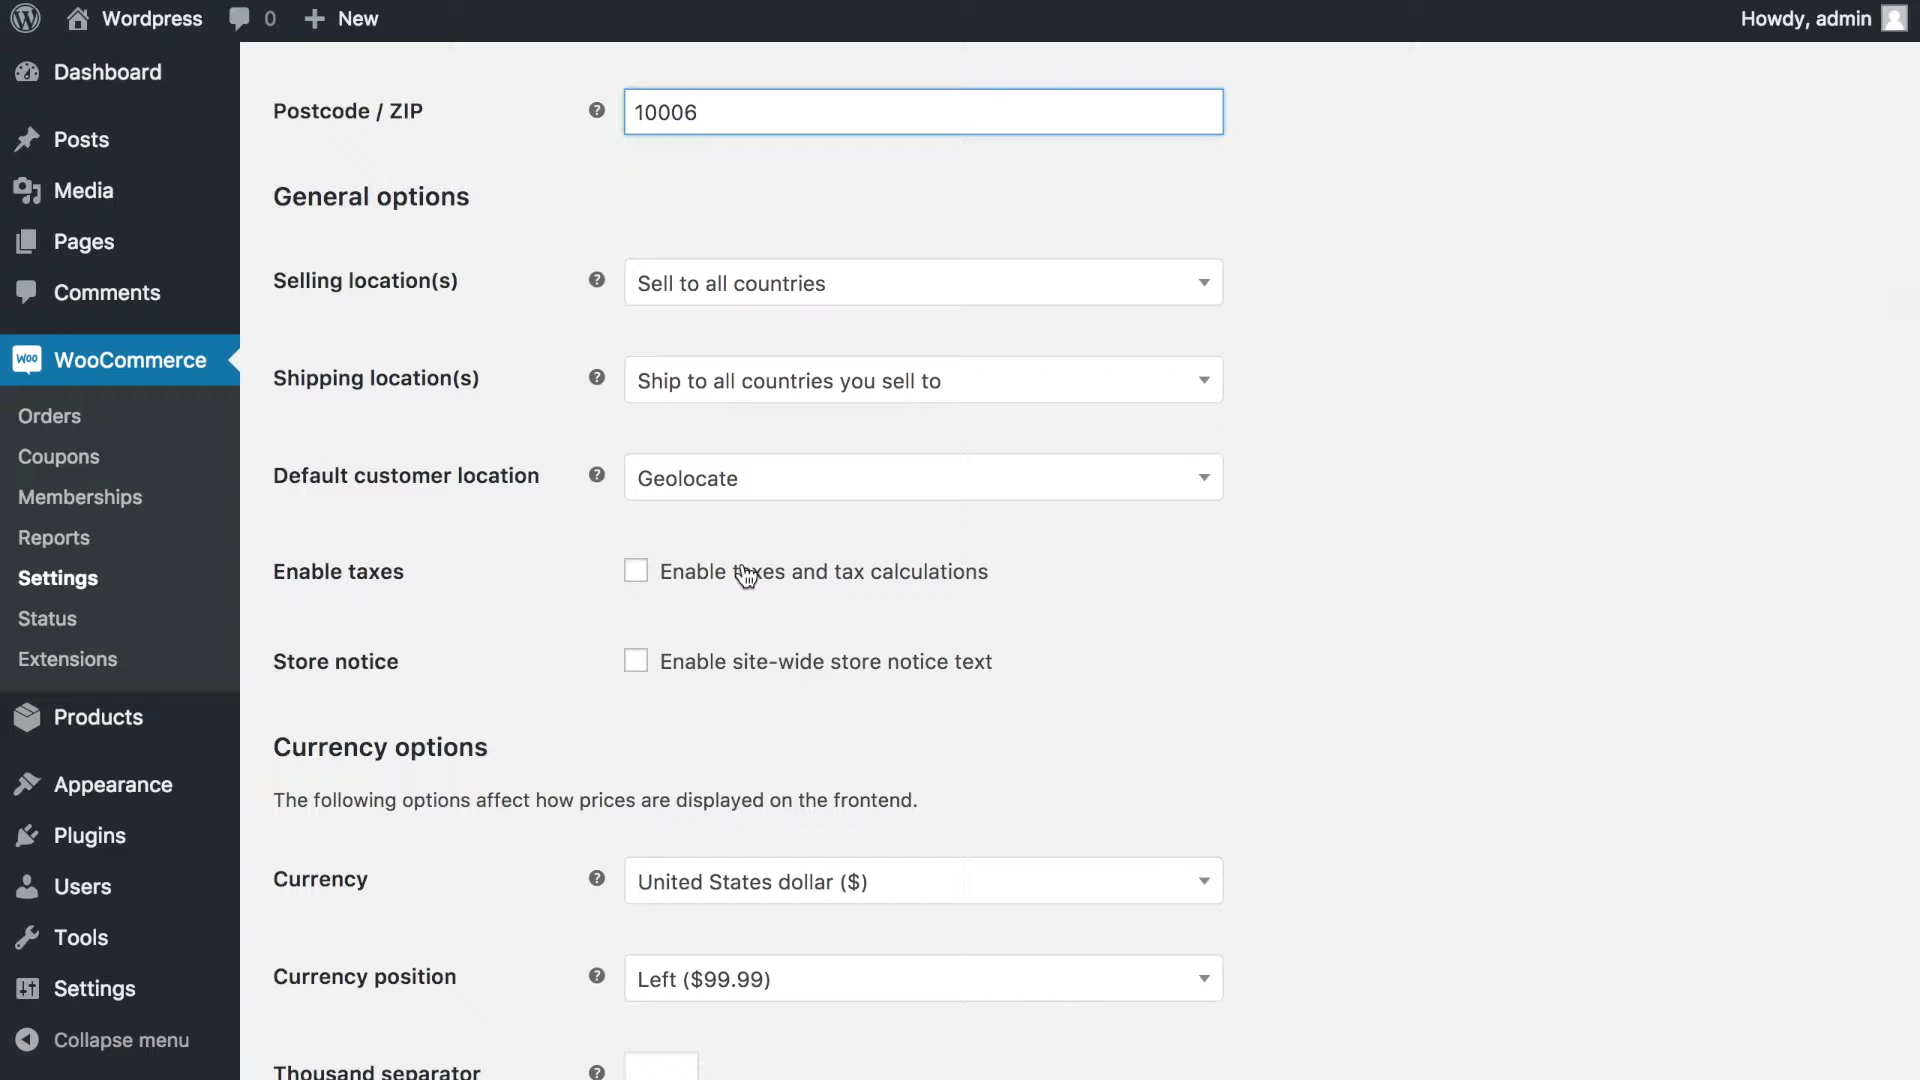 Wordpress 0 New Howdy, admin
Dashboard
Posts
Media
Pages
Comments
WOO WooCommerce
Orders
Coupons
Memberships
Reports
Settings
Status
Extensions
Products
Appearance
Plugins
Users
Tools
Settings
Collapse menu
Postcode / ZIP 10006
General options
Selling location(s) Sell to all countries
Shipping location(s) Ship to all countries you sell to
Default customer location Geolocate
Enable taxes Enable taxes and tax calculations
Store notice Enable site-wide store notice text
Currency options
The following options affect how prices are displayed on the frontend.
Currency United States dollar ($)
Currency position Left ($99.99)
Thousand separator